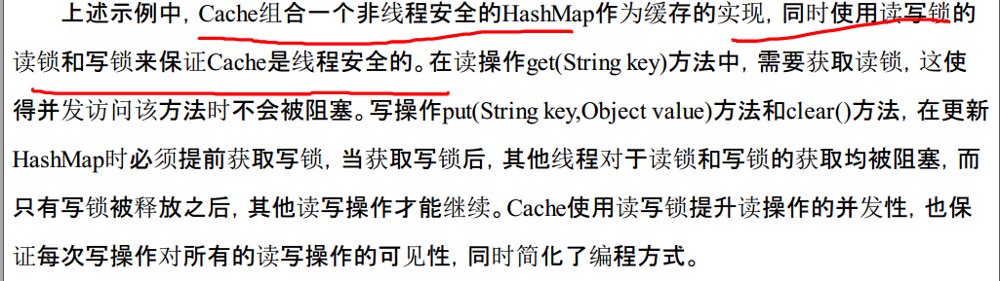 上述示例中，Cache组合一个非线程安全的HashMap作为缓存的实现，同时使用读写锁的
读锁和写锁来保证Cache是线程安全的。在读操作get(String key)方法中，需要获取读锁，这使
得并发访问该方法时不会被阻塞。写操作put(String key,Object value)方法和clear()方法，在更新
HashMap时必须提前获取写锁，当获取写锁后，其他线程对于读锁和写锁的获取均被阻塞，而
只有写锁被释放之后，其他读写操作才能继续。Cache使用读写锁提升读操作的并发性，也保
证每次写操作对所有的读写操作的可见性，同时简化了编程方式。